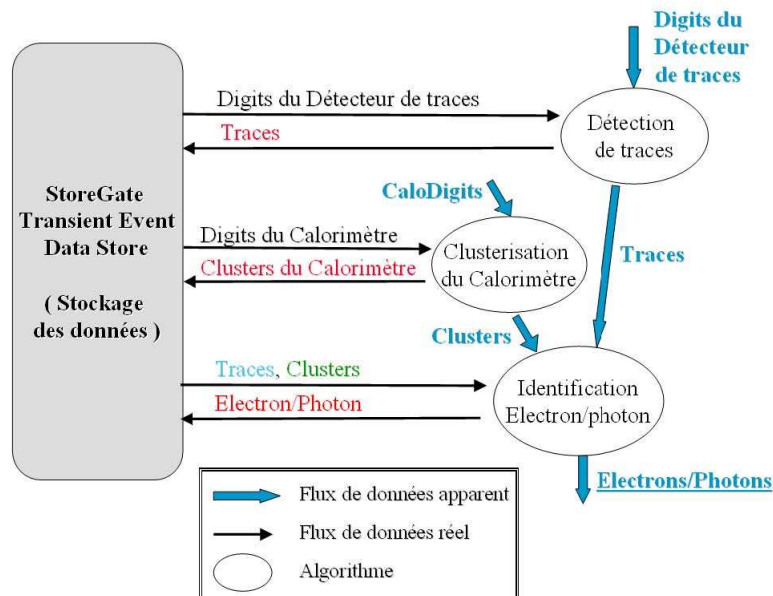 Digits du
Détecteur
de traces
Digits du Détecteur de traces
Traces
Détection
de traces
StoreGate
Transient Event
Data Store
( Stockage
des données )
CaloDigits
Digits du Calorimètre
Clusters du Calorimètre
Clusterisation
du Calorimètre
Traces
Clusters
Traces, Clusters
Electron/Photon
Identification
Electron/photon
Electrons/Photons
Flux de données apparent
Flux de données réel
Algorithme